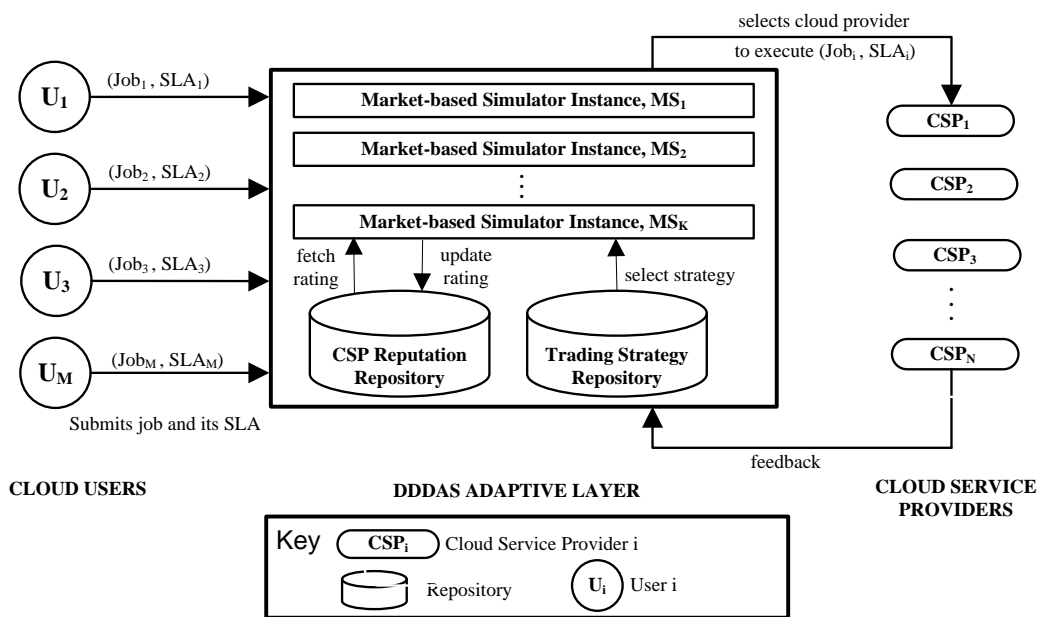 selects cloud provider
to execute (Jobᵢ , SLAᵢ)
U₁
(Job₁ , SLA₁)
Market-based Simulator Instance, MS₁
CSP₁
U₂
(Job₂ , SLA₂)
Market-based Simulator Instance, MS₂
CSP₂
Market-based Simulator Instance, MSK
U₃
(Job₃ , SLA₃)
fetch
rating
update
rating
select strategy
CSP₃
CSP Reputation
Repository
Trading Strategy
Repository
UM
(JobM , SLAM)
CSPN
Submits job and its SLA
feedback
CLOUD USERS
DDDAS ADAPTIVE LAYER
CLOUD SERVICE
PROVIDERS
Key
CSPᵢ
Cloud Service Provider i
Repository
Uᵢ
User i